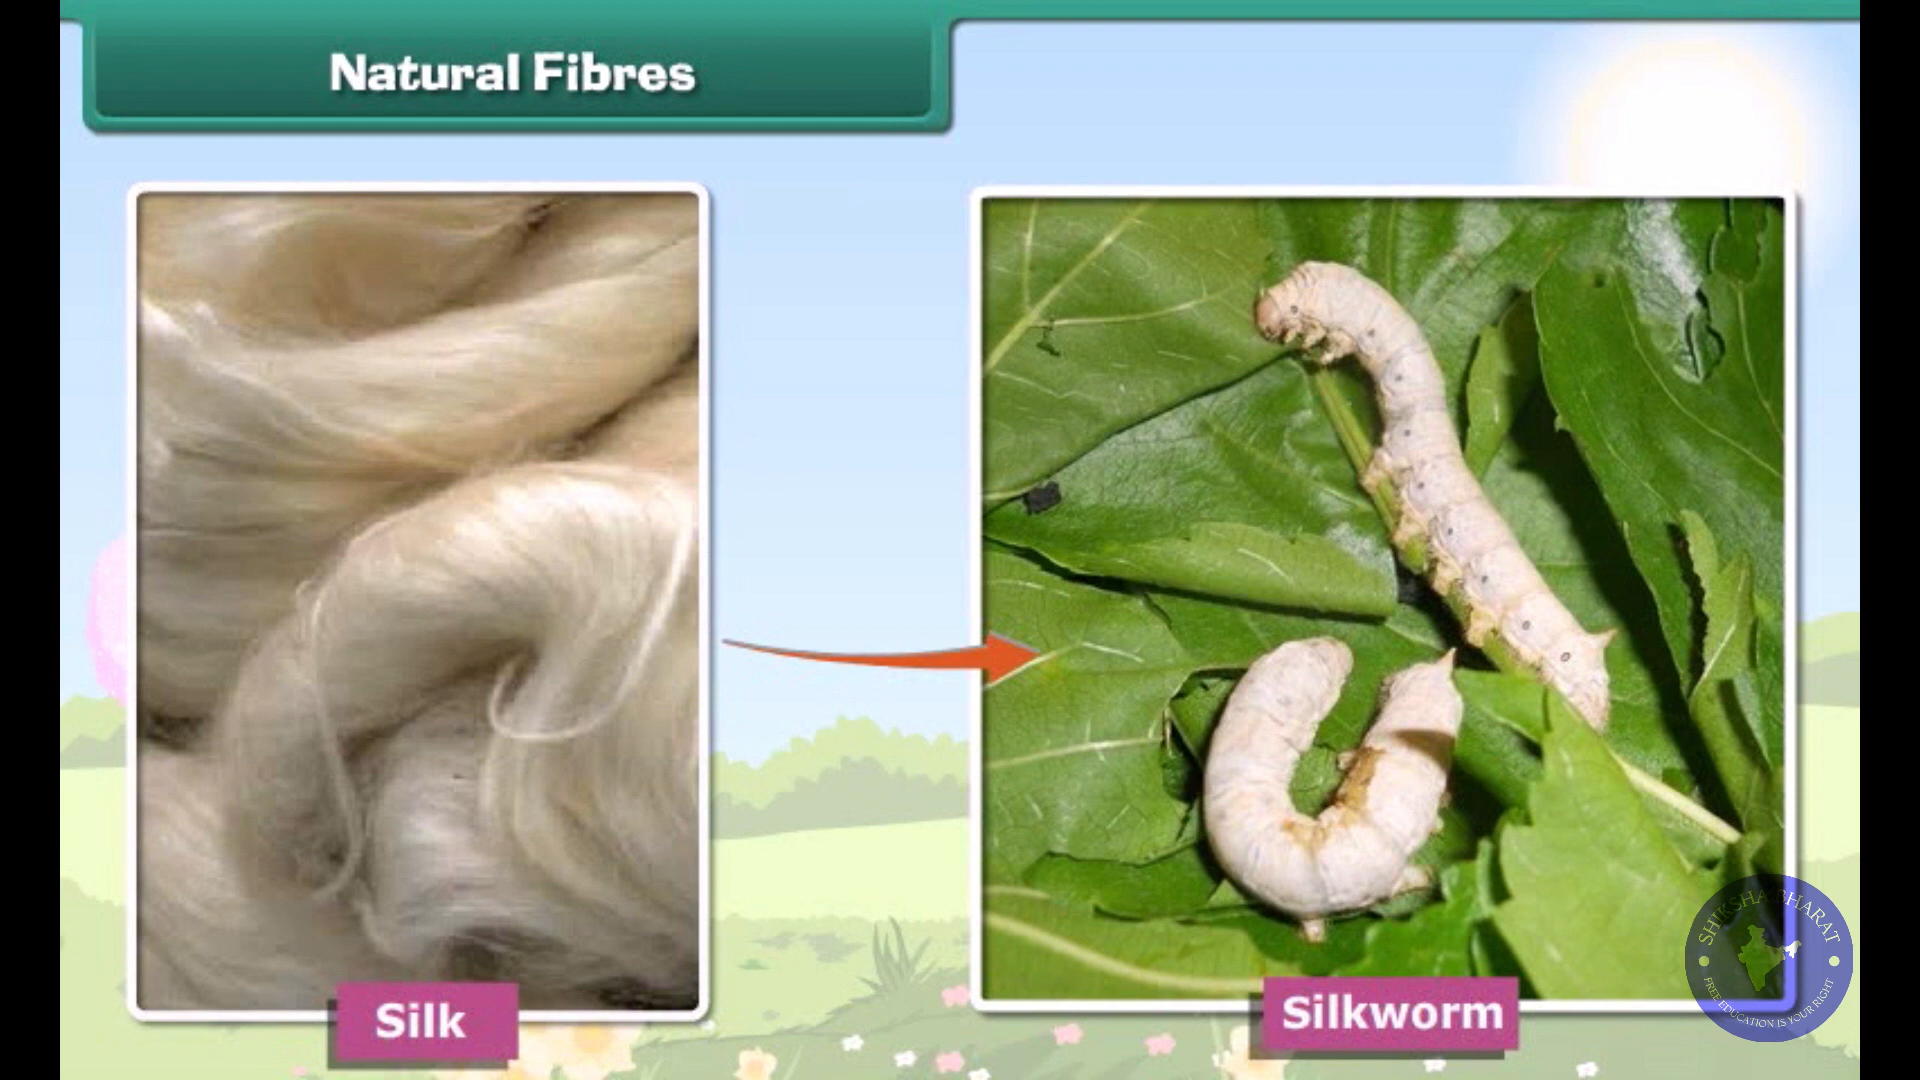 Natural Fibres
Silk
Silkworm
SHIKSHA BHARAT
FREE EDUCATION IS YOUR RIGHT